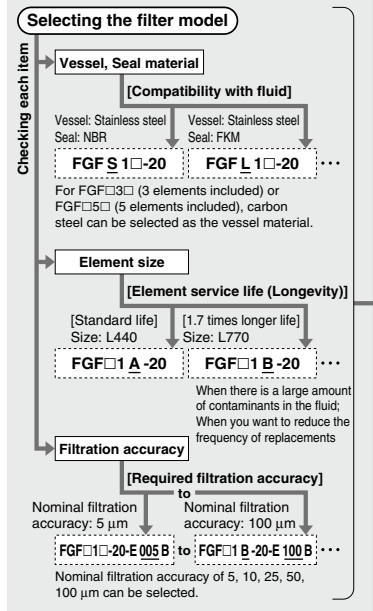 Selecting the filter model
Checking each item
Vessel, Seal material
[Compatibility with fluid]
Vessel: Stainless steel
Seal: NBR
FGF S 1□-20
Vessel: Stainless steel
Seal: FKM
FGF L 1□-20 ···
For FGF□3□ (3 elements included) or
FGF□5□ (5 elements included), carbon
steel can be selected as the vessel material.
Element size
[Element service life (Longevity)]
[Standard life]
Size: L440
FGF□1 A -20
[1.7 times longer life]
Size: L770
FGF□1 B -20 ···
When there is a large amount
of contaminants in the fluid;
When you want to reduce the
frequency of replacements
Filtration accuracy
[Required filtration accuracy]
to
Nominal filtration
accuracy: 5 μm
Nominal filtration
accuracy: 100 μm
FGF□1□-20-E 005 B to FGF□1 B -20-E 100 B ···
Nominal filtration accuracy of 5, 10, 25, 50,
100 μm can be selected.